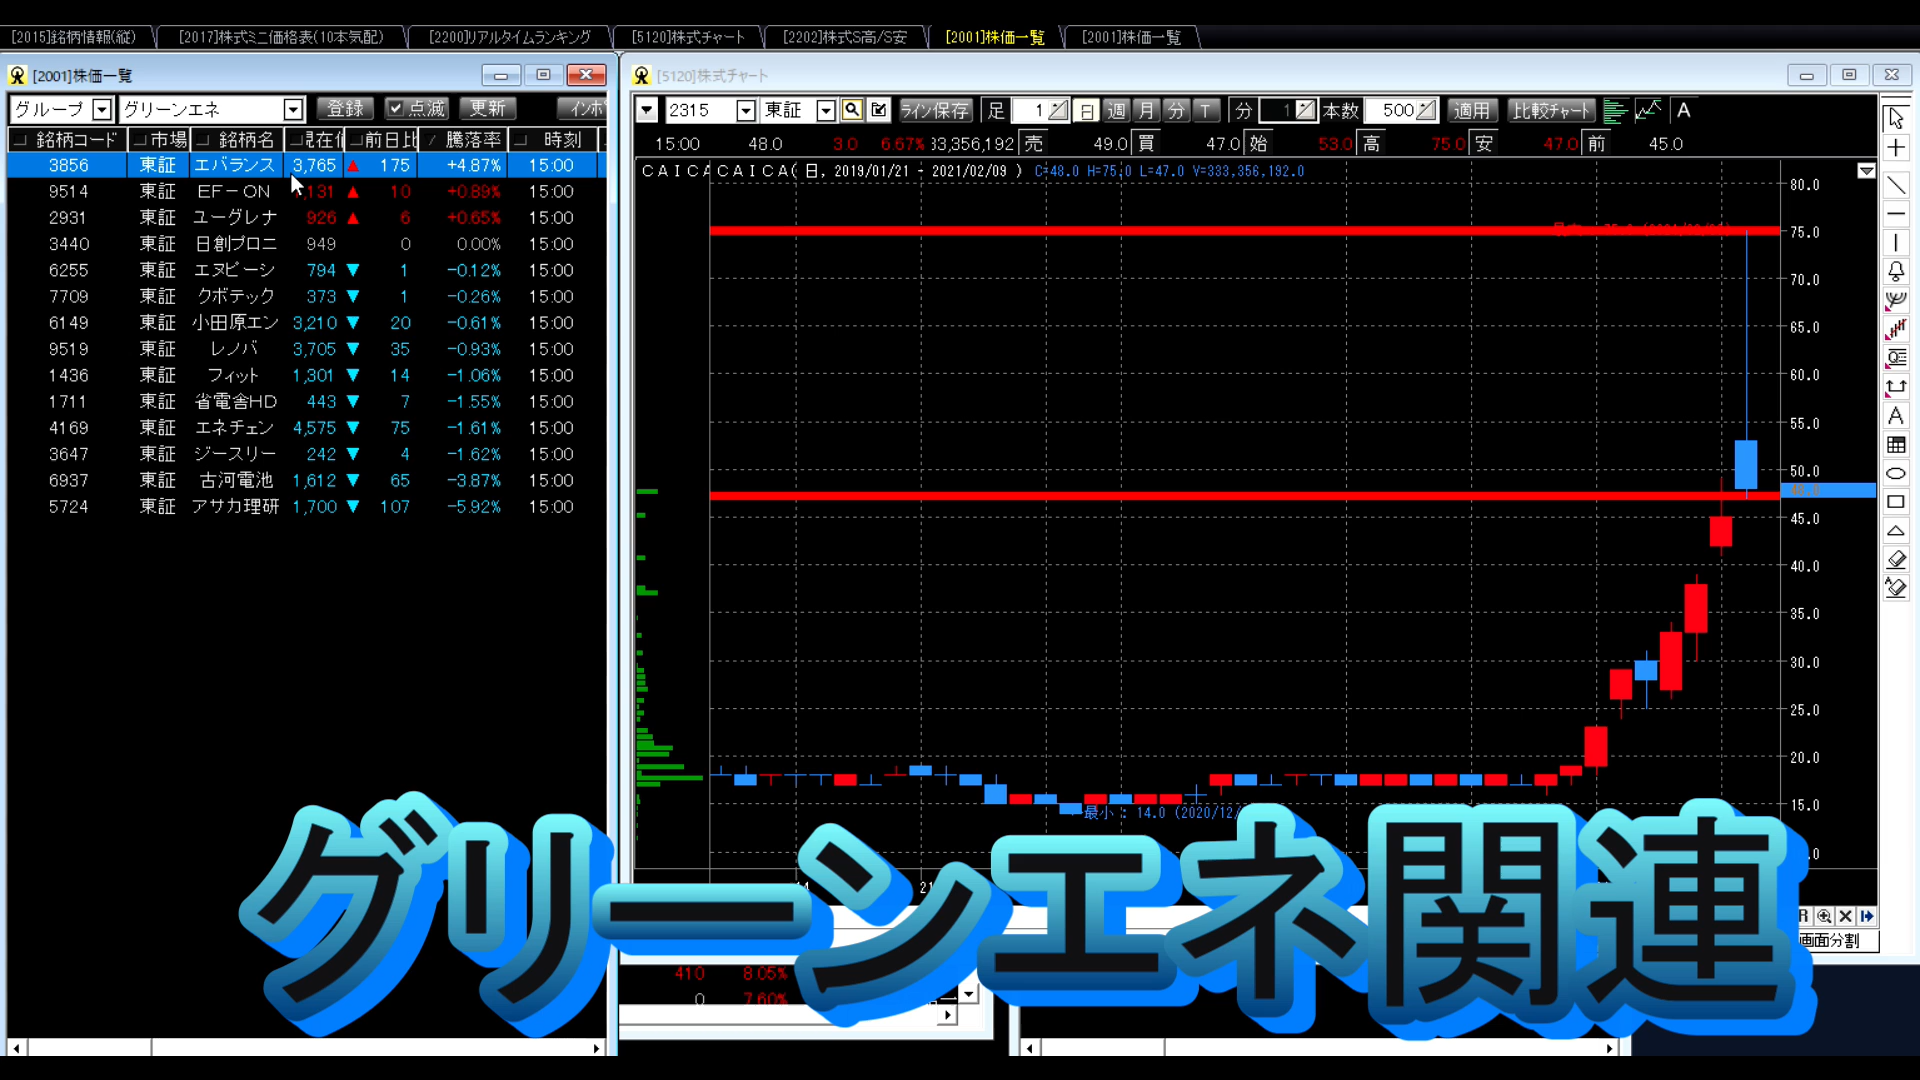 [2015]銘柄情報(縦) [2017]株式ミニ価格表(10本気配) [2200]リアルタイムランキング [5120]株式チャート [2202]株式S高/S安 [2001]株価一覧 [2001]株価一覧
[2001]株価一覧
グループ グリーンエネ 登録 点滅 更新
銘柄コード 市場 銘柄名 現在値 前日比 騰落率 時刻
3856 東証 エバランス 3,765 ▲ 175 +4.87% 15:00
9514 東証 EF-ON 131 ▲ 10 +0.89% 15:00
2931 東証 ユーグレナ 926 ▲ 6 +0.65% 15:00
3440 東証 日創プロニ 949 0 0.00% 15:00
6255 東証 エヌピーシ 794 ▼ 1 -0.12% 15:00
7709 東証 クボテック 373 ▼ 1 -0.26% 15:00
6149 東証 小田原エン 3,210 ▼ 20 -0.61% 15:00
9519 東証 レノバ 3,705 ▼ 35 -0.93% 15:00
1436 東証 フィット 1,301 ▼ 14 -1.06% 15:00
1711 東証 省電舎HD 443 ▼ 7 -1.55% 15:00
4169 東証 エネチェン 4,575 ▼ 75 -1.61% 15:00
3647 東証 ジースリー 242 ▼ 4 -1.62% 15:00
6937 東証 古河電池 1,612 ▼ 65 -3.87% 15:00
5724 東証 アサカ理研 1,700 ▼ 107 -5.92% 15:00
[5120]株式チャート
2315 東証 ライン保存 足 1 日 週 月 分 T 分 1 本数 500 適用 比較チャート A
15:00 48.0 3.0 6.67% 333,356,192 売 49.0 買 47.0 始 53.0 高 75.0 安 47.0 前 45.0
CAICA CAICA( 日, 2019/01/21 - 2021/02/09 ) C=48.0 H=75.0 L=47.0 V=333,356,192.0
80.0
75.0
70.0
65.0
60.0
55.0
50.0
45.0
40.0
35.0
30.0
25.0
20.0
15.0
最小 : 14.0 (2020/12/
画面分割
410 8.05%
0 7.60%
グリーンエネ関連